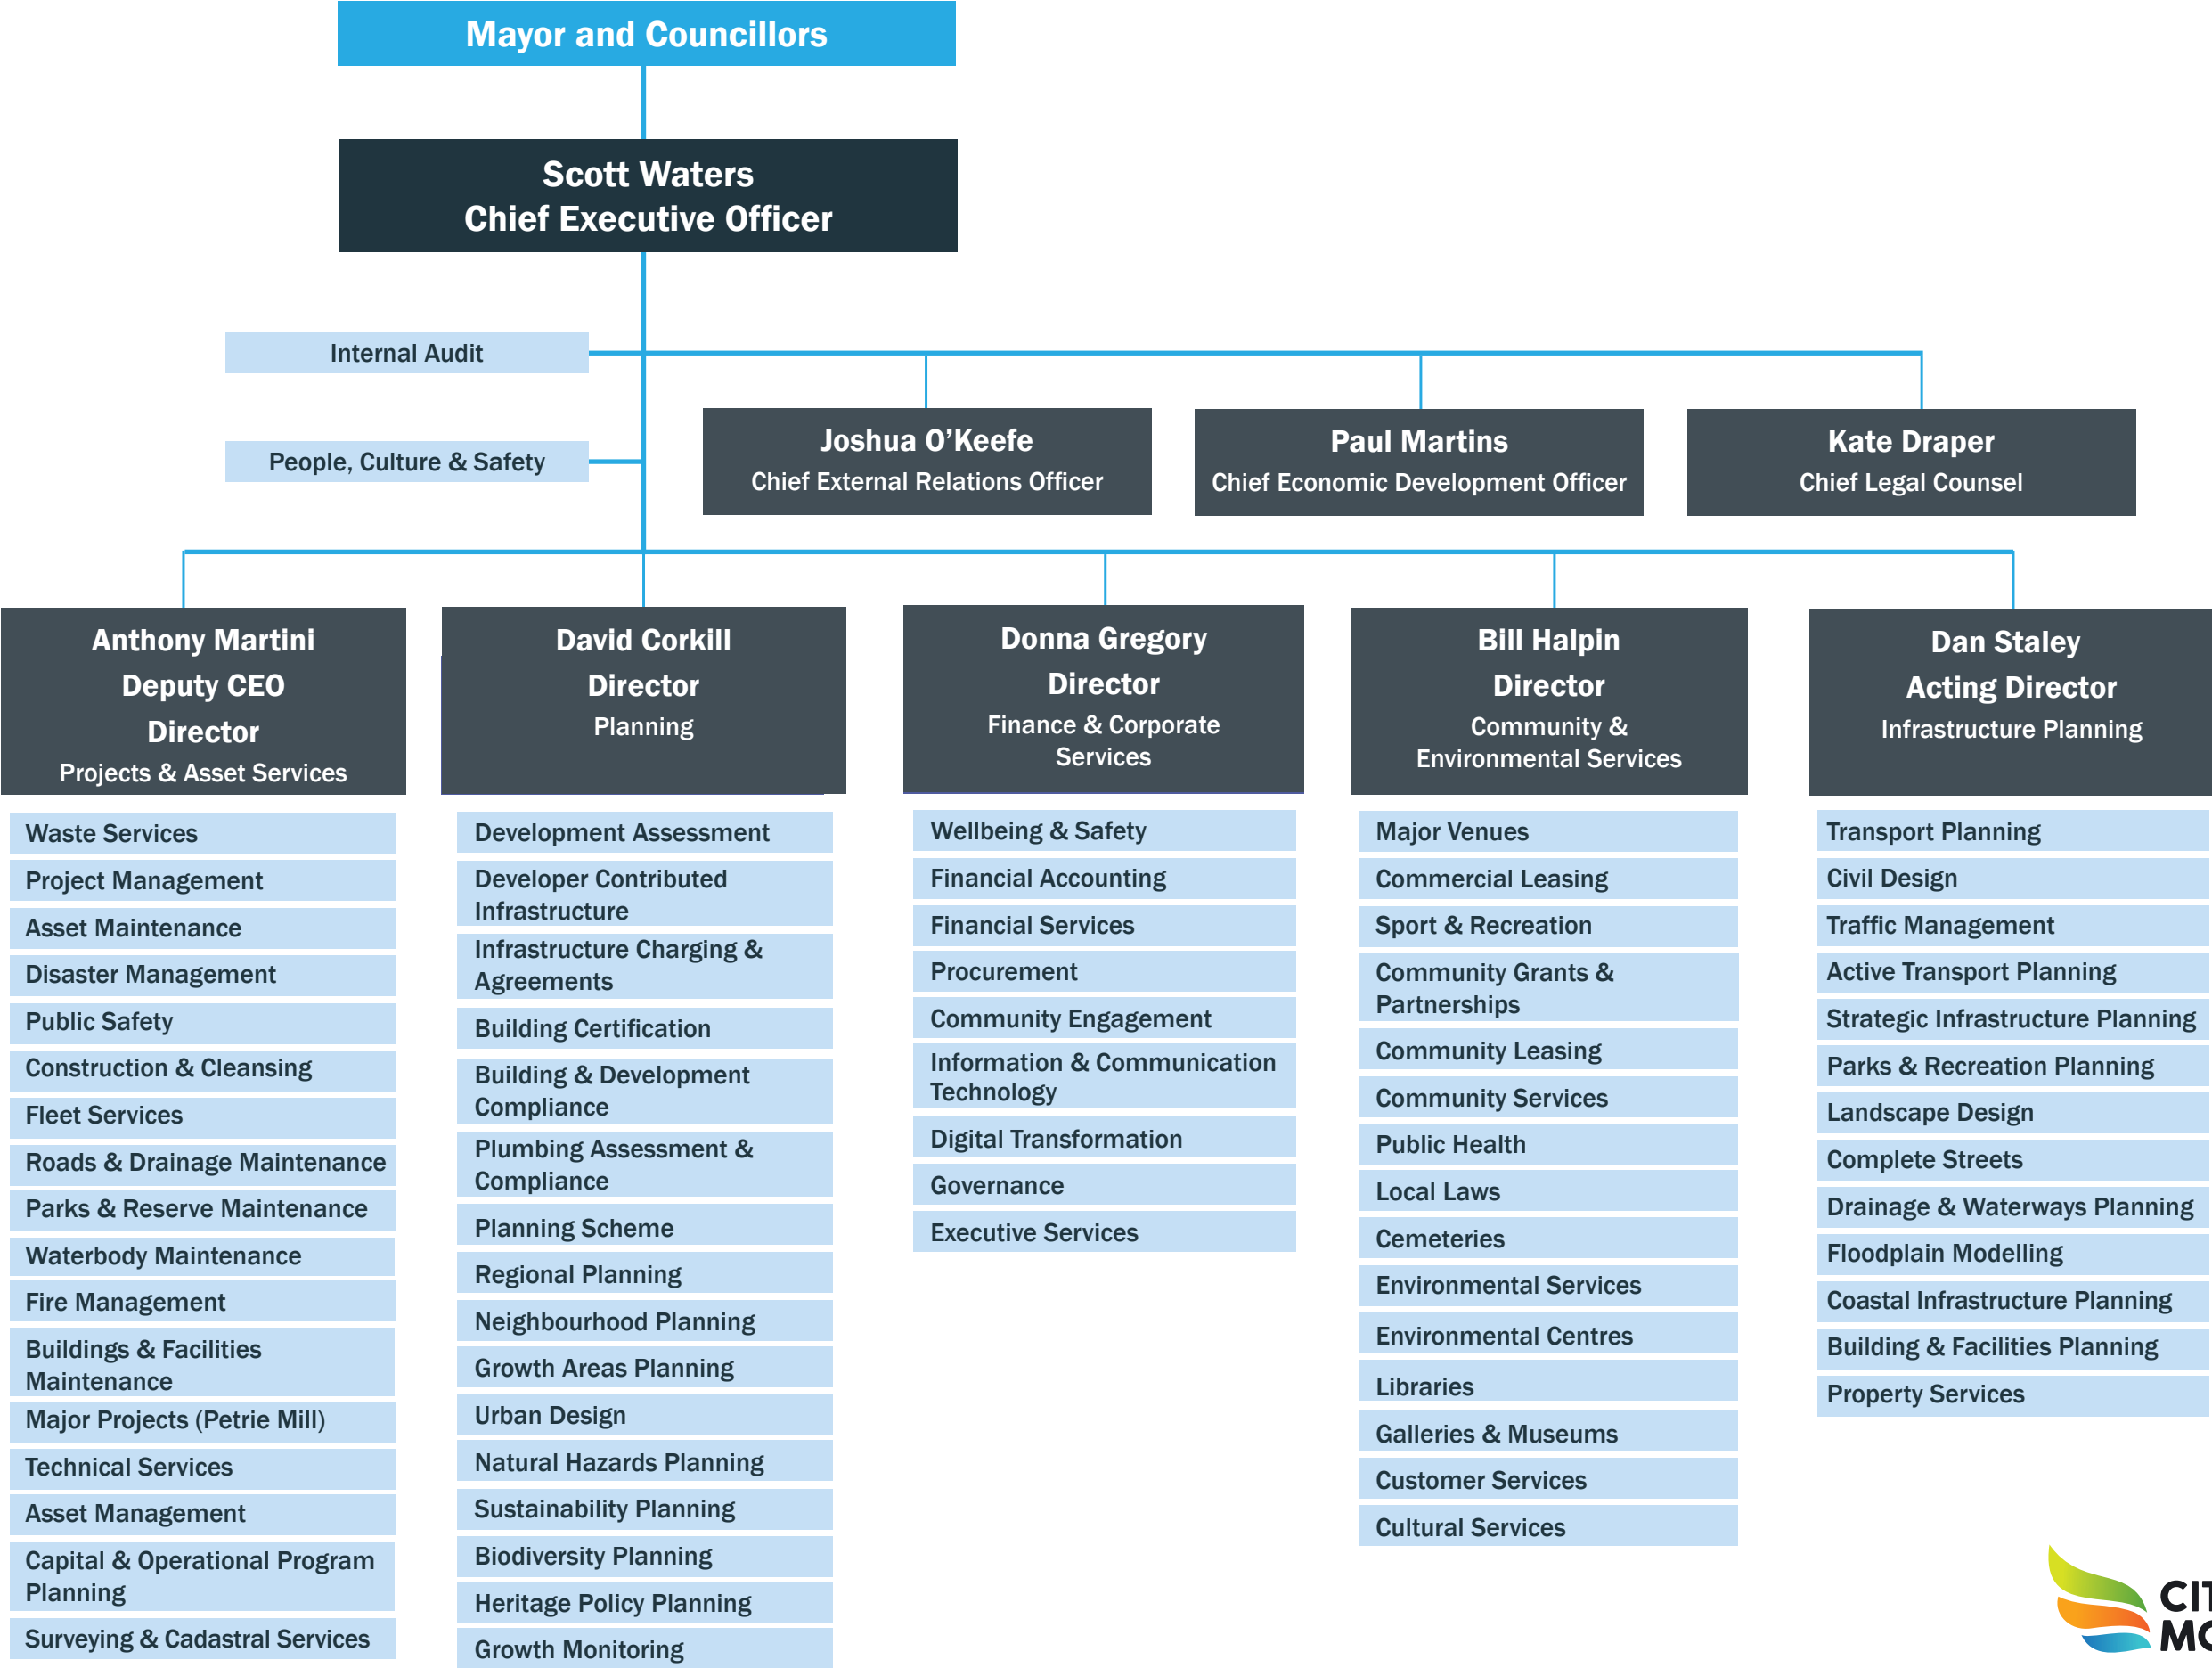 Mayor and Councillors
Scott Waters
Chief Executive Officer
Internal Audit
People, Culture & Safety
Joshua O’Keefe
Chief External Relations Officer
Paul Martins
Chief Economic Development Officer
Kate Draper
Chief Legal Counsel
Anthony Martini
Deputy CEO
Director
Projects & Asset Services
Waste Services
Project Management
Asset Maintenance
Disaster Management
Public Safety
Construction & Cleansing
Fleet Services
Roads & Drainage Maintenance
Parks & Reserve Maintenance
Waterbody Maintenance
Fire Management
Buildings & Facilities
Maintenance
Major Projects (Petrie Mill)
Technical Services
Asset Management
Capital & Operational Program
Planning
Surveying & Cadastral Services
David Corkill
Director
Planning
Development Assessment
Developer Contributed
Infrastructure
Infrastructure Charging &
Agreements
Building Certification
Building & Development
Compliance
Plumbing Assessment &
Compliance
Planning Scheme
Regional Planning
Neighbourhood Planning
Growth Areas Planning
Urban Design
Natural Hazards Planning
Sustainability Planning
Biodiversity Planning
Heritage Policy Planning
Growth Monitoring
Donna Gregory
Director
Finance & Corporate
Services
Wellbeing & Safety
Financial Accounting
Financial Services
Procurement
Community Engagement
Information & Communication
Technology
Digital Transformation
Governance
Executive Services
Bill Halpin
Director
Community &
Environmental Services
Major Venues
Commercial Leasing
Sport & Recreation
Community Grants &
Partnerships
Community Leasing
Community Services
Public Health
Local Laws
Cemeteries
Environmental Services
Environmental Centres
Libraries
Galleries & Museums
Customer Services
Cultural Services
Dan Staley
Acting Director
Infrastructure Planning
Transport Planning
Civil Design
Traffic Management
Active Transport Planning
Strategic Infrastructure Planning
Parks & Recreation Planning
Landscape Design
Complete Streets
Drainage & Waterways Planning
Floodplain Modelling
Coastal Infrastructure Planning
Building & Facilities Planning
Property Services